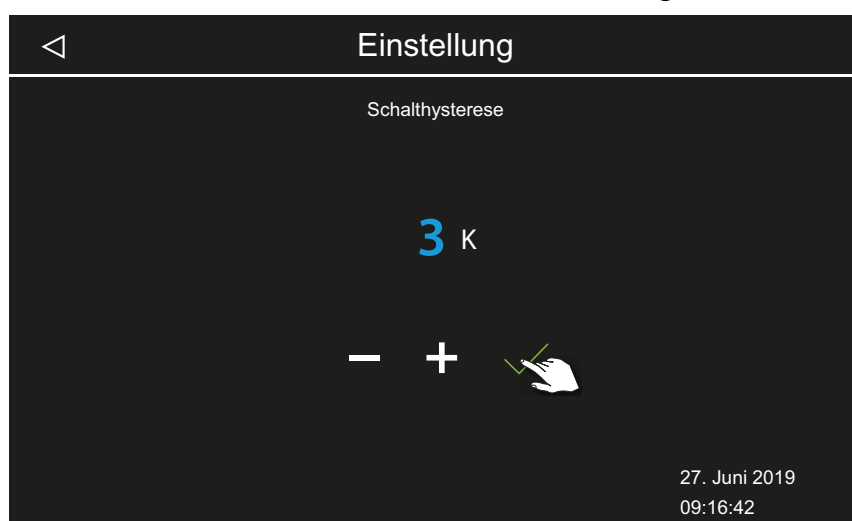 Einstellung
Schalthysterese
3 K
27. Juni 2019
09:16:42